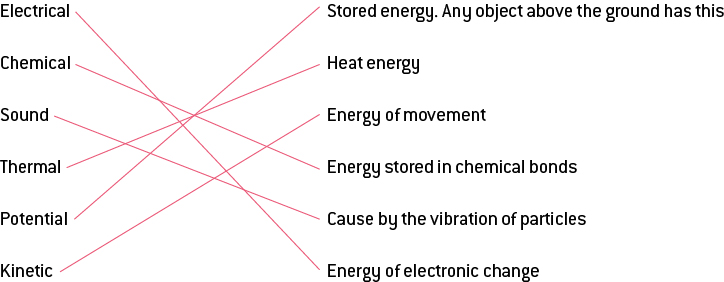 Electrical
Stored energy. Any object above the ground has this
Chemical
Heat energy
Sound
Energy of movement
Thermal
Energy stored in chemical bonds
Potential
Cause by the vibration of particles
Kinetic
Energy of electronic change